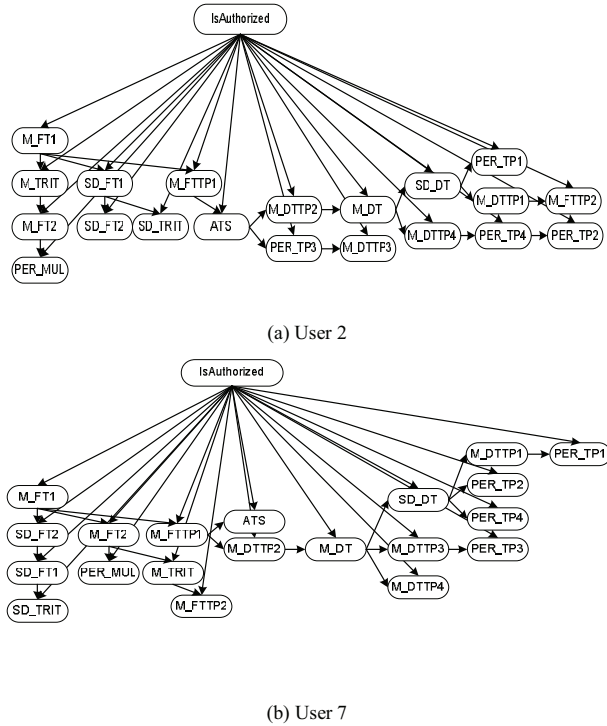 IsAuthorized
M_FT1
PER_TP1
M_TRIT SD_FT1 M_FTTP1 SD_DT
M_DTTP2 M_DT M_DTTP1 M_FTTP2
M_FT2 SD_FT2 SD_TRIT ATS M_DTTP4 PER_TP4 PER_TP2
PER_TP3 M_DTTP3
PER_MUL
(a) User 2
IsAuthorized
M_DTTP1 PER_TP1
PER_TP2
M_FT1 SD_DT
ATS PER_TP4
SD_FT2 M_FT2 M_FTTP1
M_DTTP2 M_DT M_DTTP3 PER_TP3
SD_FT1 PER_MUL M_TRIT
M_DTTP4
SD_TRIT M_FTTP2
(b) User 7